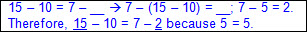 15 – 10 = 7 – __ → 7 – (15 – 10) = __; 7 – 5 = 2.
Therefore, 15 – 10 = 7 – 2 because 5 = 5.